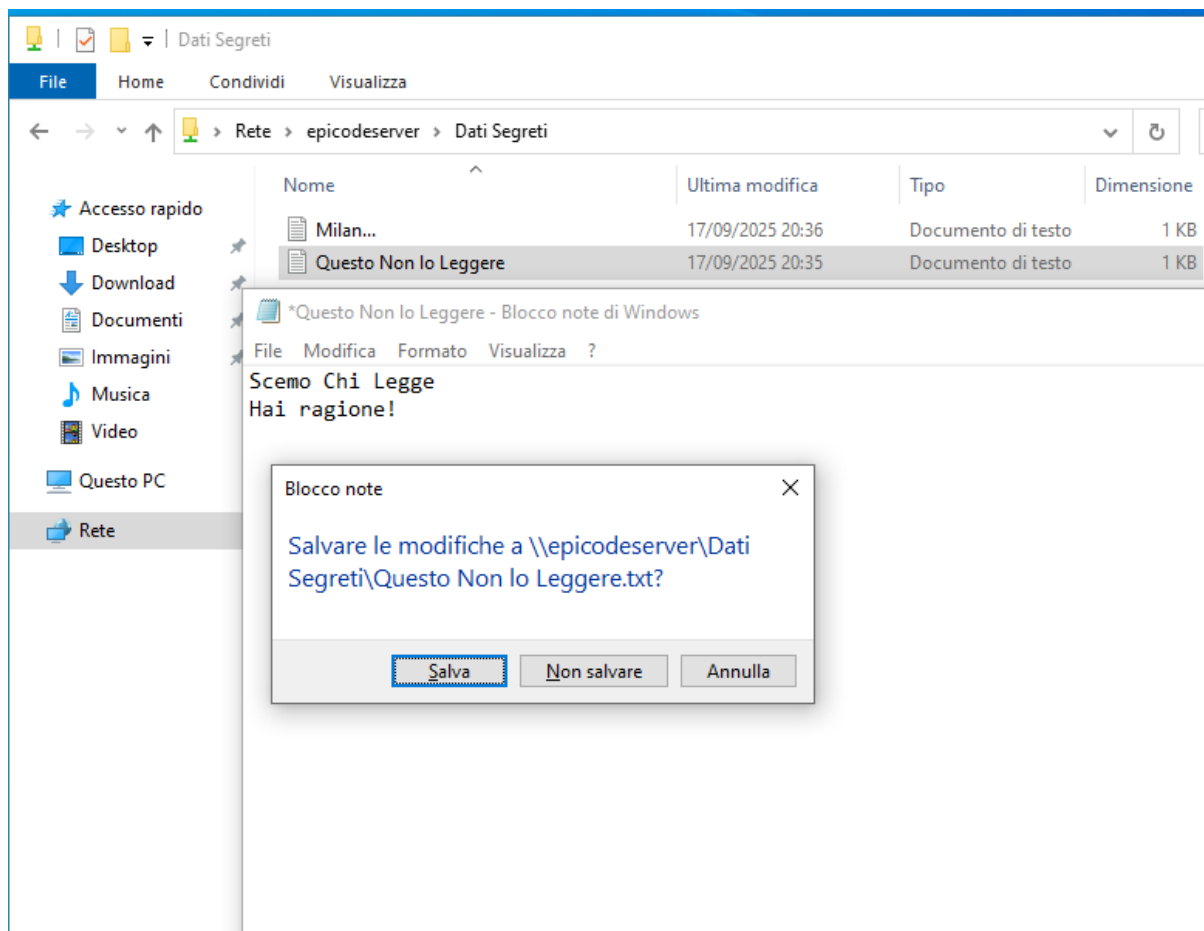 Dati Segreti
File Home Condividi Visualizza
Rete > epicodeserver > Dati Segreti
Nome Ultima modifica Tipo Dimensione
Accesso rapido
Desktop
Download
Documenti
Immagini
Musica
Video
Questo PC
Rete
Milan... 17/09/2025 20:36 Documento di testo 1 KB
Questo Non lo Leggere 17/09/2025 20:35 Documento di testo 1 KB
*Questo Non lo Leggere - Blocco note di Windows
File Modifica Formato Visualizza ?
Scemo Chi Legge
Hai ragione!
Blocco note
Salvare le modifiche a \\epicodeserver\Dati
Segreti\Questo Non lo Leggere.txt?
Salva Non salvare Annulla